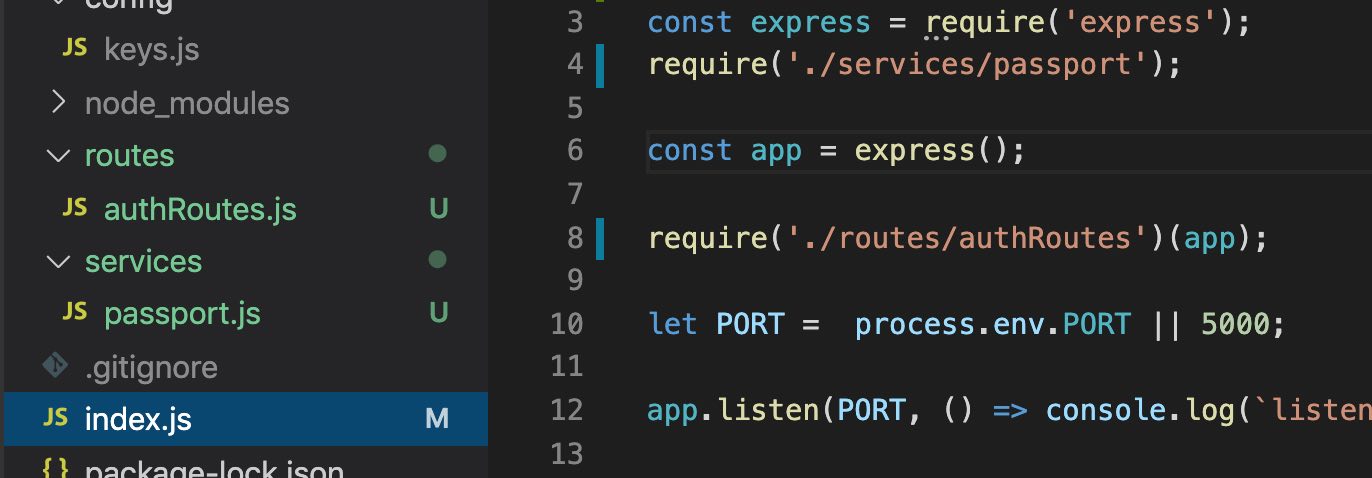 config
JS keys.js
node_modules
routes
JS authRoutes.js U
services
JS passport.js U
.gitignore
JS index.js M
{} package-lock.json
3 const express = require('express');
4 require('./services/passport');
5
6 const app = express();
7
8 require('./routes/authRoutes')(app);
9
10 let PORT =  process.env.PORT || 5000;
11
12 app.listen(PORT, () => console.log(`listen
13